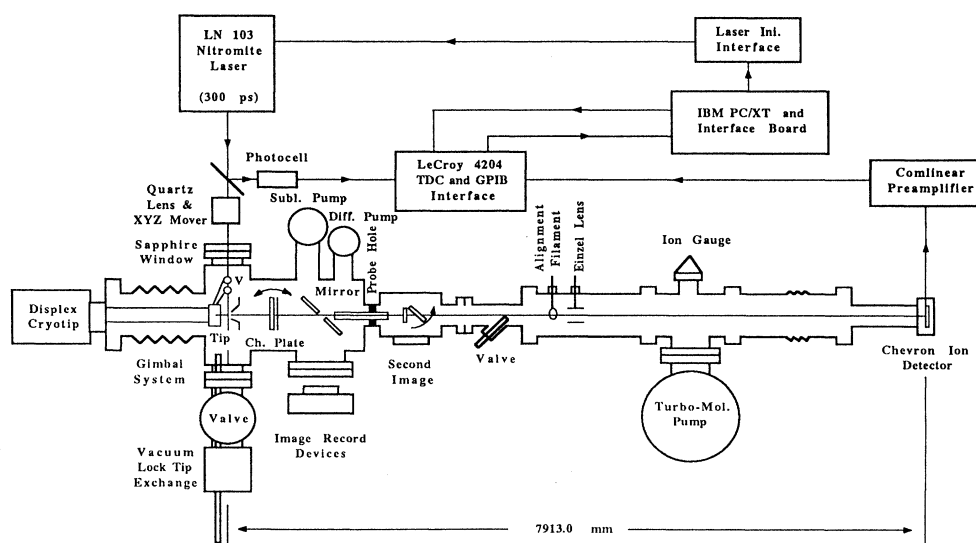 LN 103
Nitromite
Laser
(300 ps)
Laser Ini.
Interface
IBM PC/XT and
Interface Board
Photocell
LeCroy 4204
TDC and GPIB
Interface
Comlinear
Preamplifier
Quartz
Lens &
XYZ Mover
Subl. Pump
Diff. Pump
Probe Hole
Alignment
Filament
Einzel Lens
Ion Gauge
Sapphire
Window
V
Mirror
Displex
Cryotip
Tip
Ch. Plate
Gimbal
System
Second
Image
Valve
Chevron Ion
Detector
Valve
Turbo-Mol.
Pump
Image Record
Devices
Vacuum
Lock Tip
Exchange
7913.0 mm